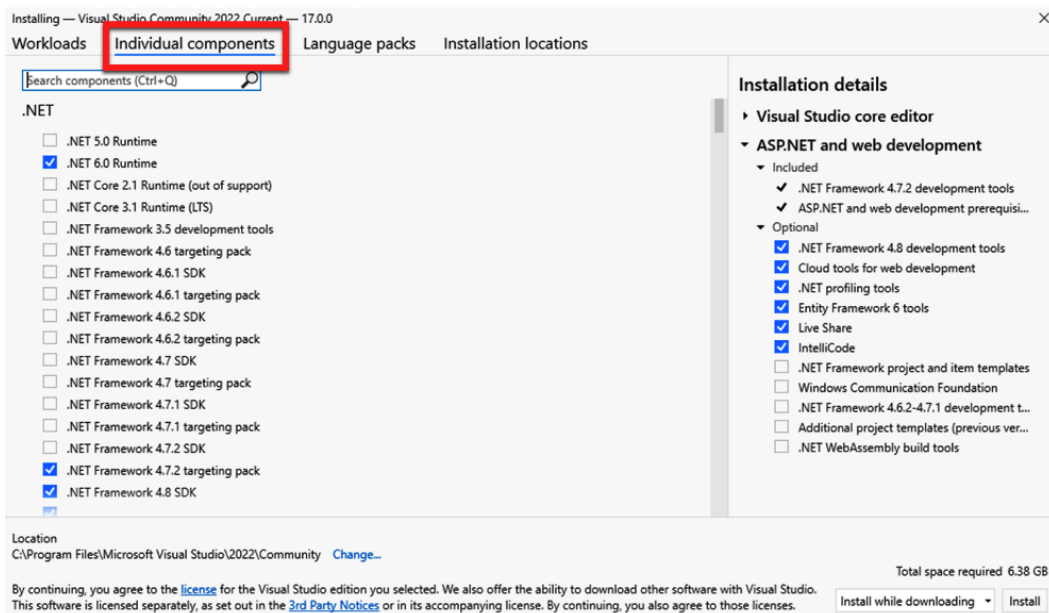 Installing — Visual Studio Community 2022 Current — 17.0.0
Workloads Individual components Language packs Installation locations
Search components (Ctrl+Q)
.NET
.NET 5.0 Runtime
.NET 6.0 Runtime
.NET Core 2.1 Runtime (out of support)
.NET Core 3.1 Runtime (LTS)
.NET Framework 3.5 development tools
.NET Framework 4.6 targeting pack
.NET Framework 4.6.1 SDK
.NET Framework 4.6.1 targeting pack
.NET Framework 4.6.2 SDK
.NET Framework 4.6.2 targeting pack
.NET Framework 4.7 SDK
.NET Framework 4.7 targeting pack
.NET Framework 4.7.1 SDK
.NET Framework 4.7.1 targeting pack
.NET Framework 4.7.2 SDK
.NET Framework 4.7.2 targeting pack
.NET Framework 4.8 SDK
Installation details
Visual Studio core editor
ASP.NET and web development
Included
.NET Framework 4.7.2 development tools
ASP.NET and web development prerequisi...
Optional
.NET Framework 4.8 development tools
Cloud tools for web development
.NET profiling tools
Entity Framework 6 tools
Live Share
IntelliCode
.NET Framework project and item templates
Windows Communication Foundation
.NET Framework 4.6.2-4.7.1 development t...
Additional project templates (previous ver...
.NET WebAssembly build tools
Location
C:\Program Files\Microsoft Visual Studio\2022\Community Change...
Total space required 6.38 GB
By continuing, you agree to the license for the Visual Studio edition you selected. We also offer the ability to download other software with Visual Studio.
This software is licensed separately, as set out in the 3rd Party Notices or in its accompanying license. By continuing, you also agree to those licenses.
Install while downloading Install